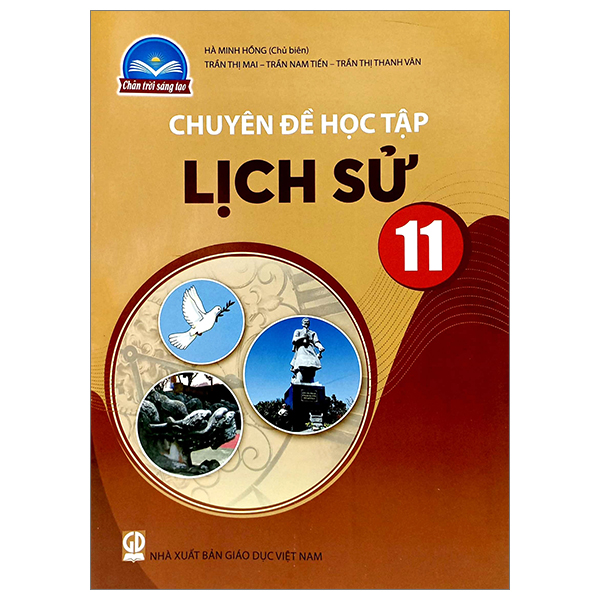 HÀ MINH HỒNG (Chủ biên)
TRẦN THỊ MAI – TRẦN NAM TIẾN – TRẦN THỊ THANH VÂN
Chân trời sáng tạo
CHUYÊN ĐỀ HỌC TẬP
LỊCH SỬ
11
NHÀ XUẤT BẢN GIÁO DỤC VIỆT NAM